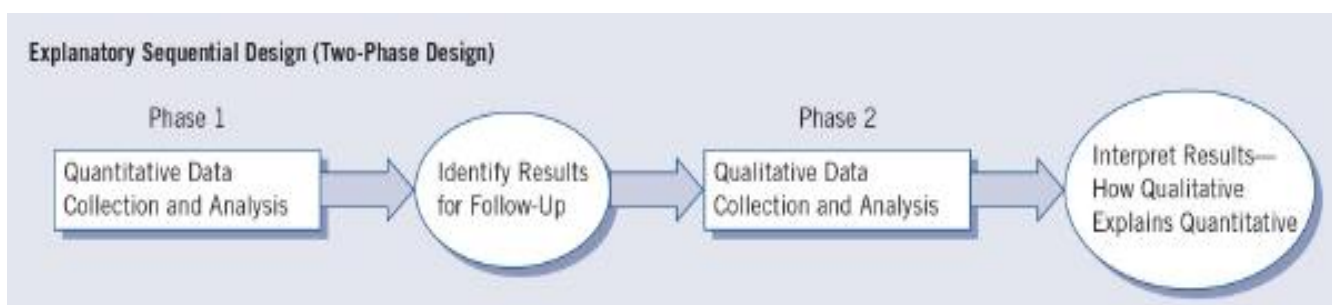 Explanatory Sequential Design (Two-Phase Design)
Phase 1
Quantitative Data
Collection and Analysis
Identify Results
for Follow-Up
Phase 2
Qualitative Data
Collection and Analysis
Interpret Results—
How Qualitative
Explains Quantitative